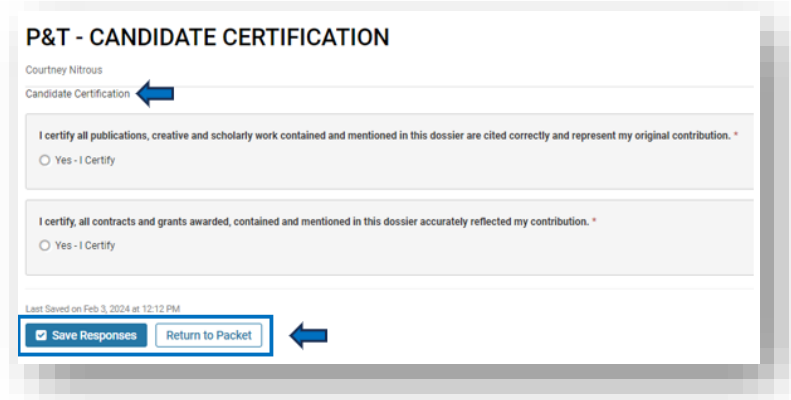 P&T - CANDIDATE CERTIFICATION
Courtney Nitrous
Candidate Certification
I certify all publications, creative and scholarly work contained and mentioned in this dossier are cited correctly and represent my original contribution. *
Yes - I Certify
I certify, all contracts and grants awarded, contained and mentioned in this dossier accurately reflected my contribution. *
Yes - I Certify
Last Saved on Feb 3, 2024 at 12:12 PM
Save Responses Return to Packet